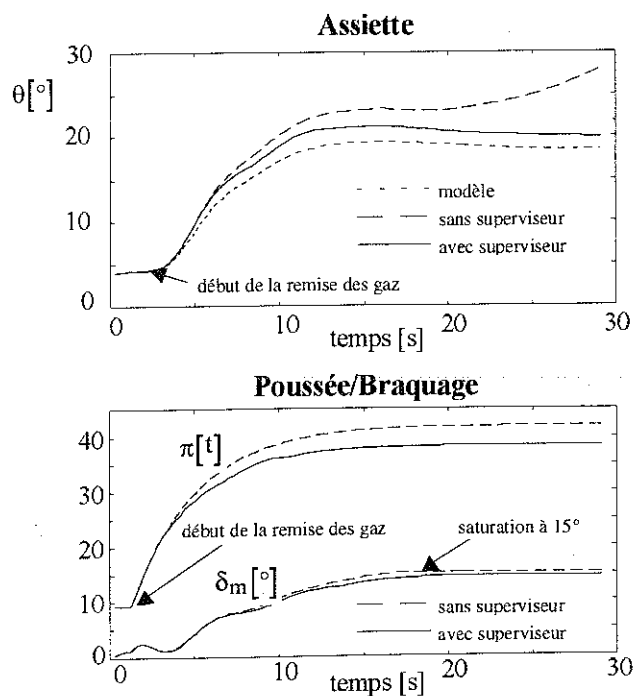 Assiette
θ[°]
30
20
10
0
modèle
sans superviseur
avec superviseur
début de la remise des gaz
0
10
20
30
temps [s]
Poussée/Braquage
40
π[t]
30
début de la remise des gaz
saturation à 15°
20
δm[°]
10
sans superviseur
avec superviseur
0
0
10
20
30
temps [s]